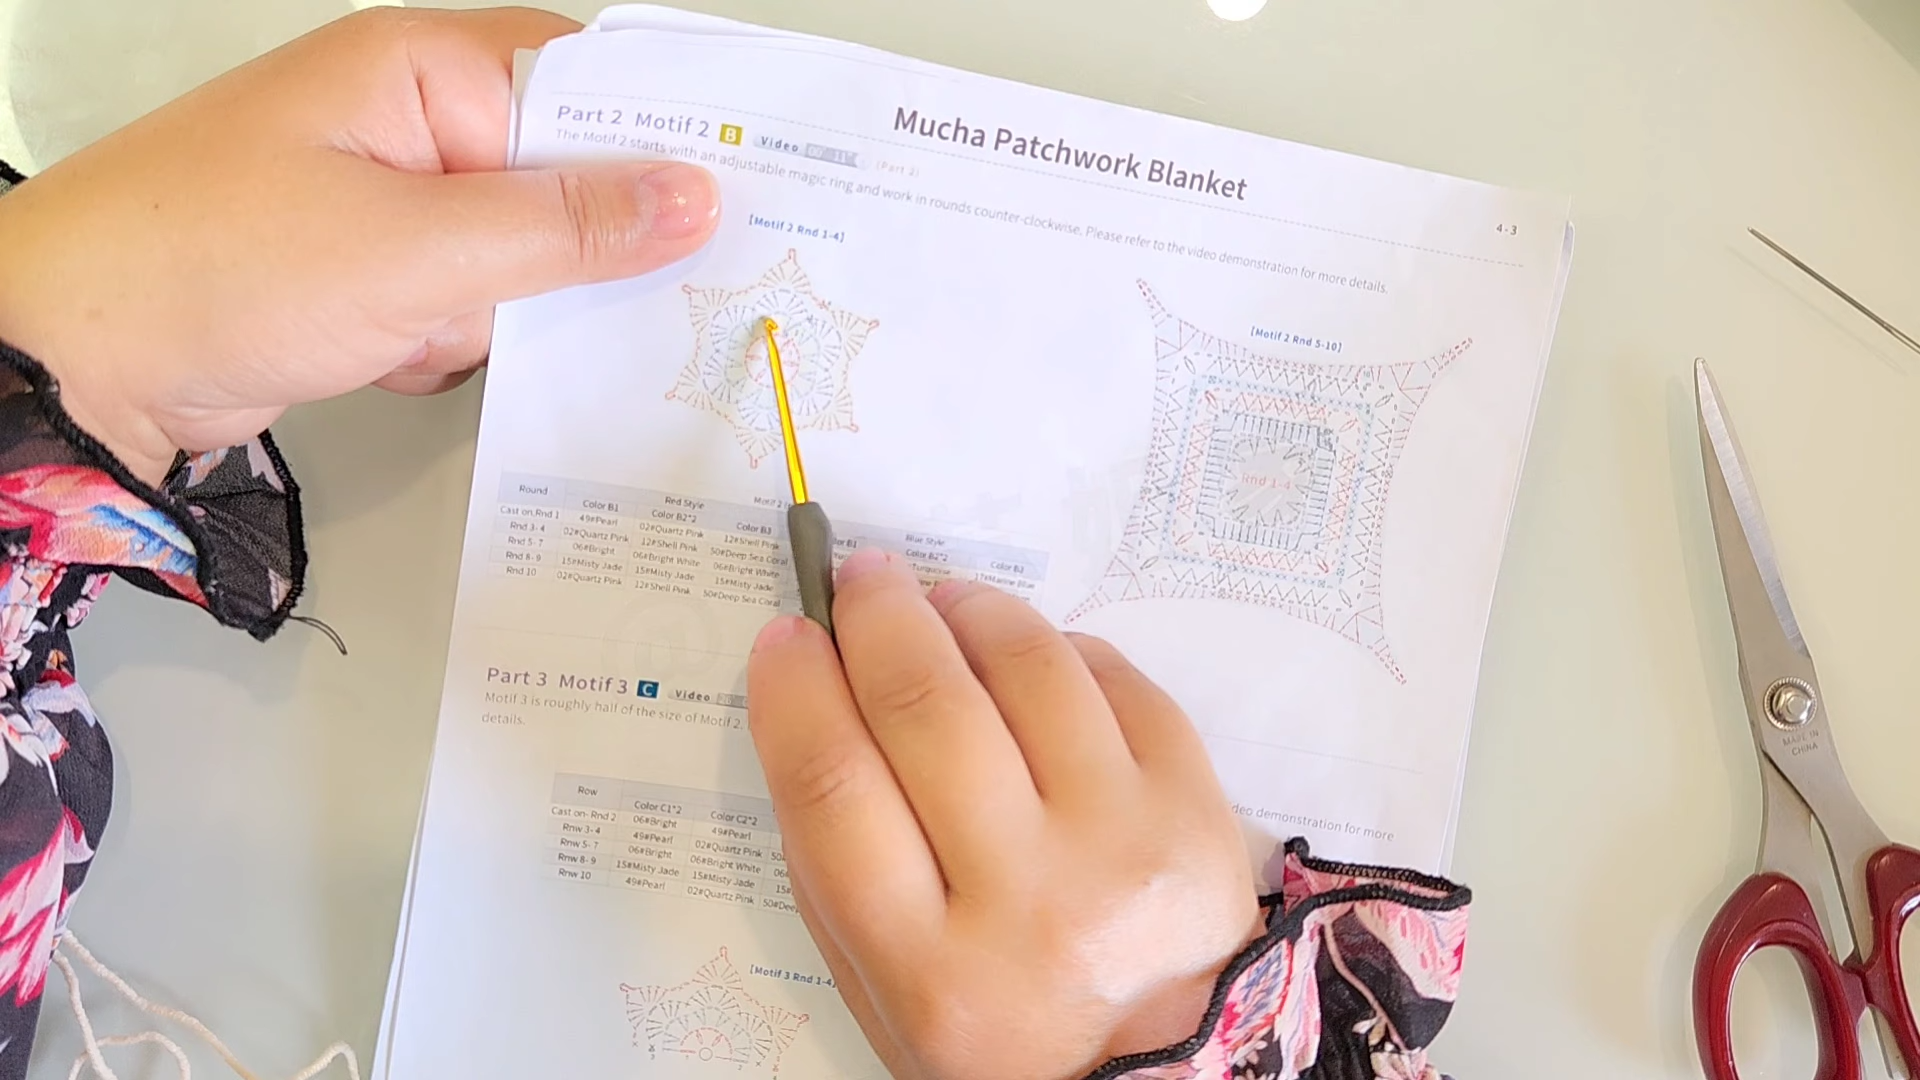 Mucha Patchwork Blanket
4-3
Part 2 Motif 2 B Video (Part 2)
The Motif 2 starts with an adjustable magic ring and work in rounds counter-clockwise. Please refer to the video demonstration for more details.
[Motif 2 Rnd 1-4]
[Motif 2 Rnd 5-10]
Rnd 1-4
Motif 2
Round Red Style Blue Style
Color B1 Color B2*2 Color B3 Color B2*2
Cast on,Rnd 1 49#Pearl 02#Quartz Pink 12#Shell Pink 17#Marine Blue
Rnd 3- 4 02#Quartz Pink 12#Shell Pink 50#Deep Sea Coral
Rnd 5- 7 06#Bright 06#Bright White 06#Bright White
Rnd 8- 9 15#Misty Jade 15#Misty Jade 15#Misty Jade
Rnd 10 02#Quartz Pink 12#Shell Pink 50#Deep Sea Coral
Part 3 Motif 3 C Video
Motif 3 is roughly half of the size of Motif 2. demonstration for more
details.
Row Color C1*2 Color C2*2
Cast on- Rnd 2 06#Bright 49#Pearl
Rnw 3- 4 49#Pearl 02#Quartz Pink
Rnw 5- 7 06#Bright 06#Bright White
Rnw 8- 9 15#Misty Jade 15#Misty Jade
Rnw 10 49#Pearl 02#Quartz Pink
[Motif 3 Rnd 1-4]
MADE IN
CHINA